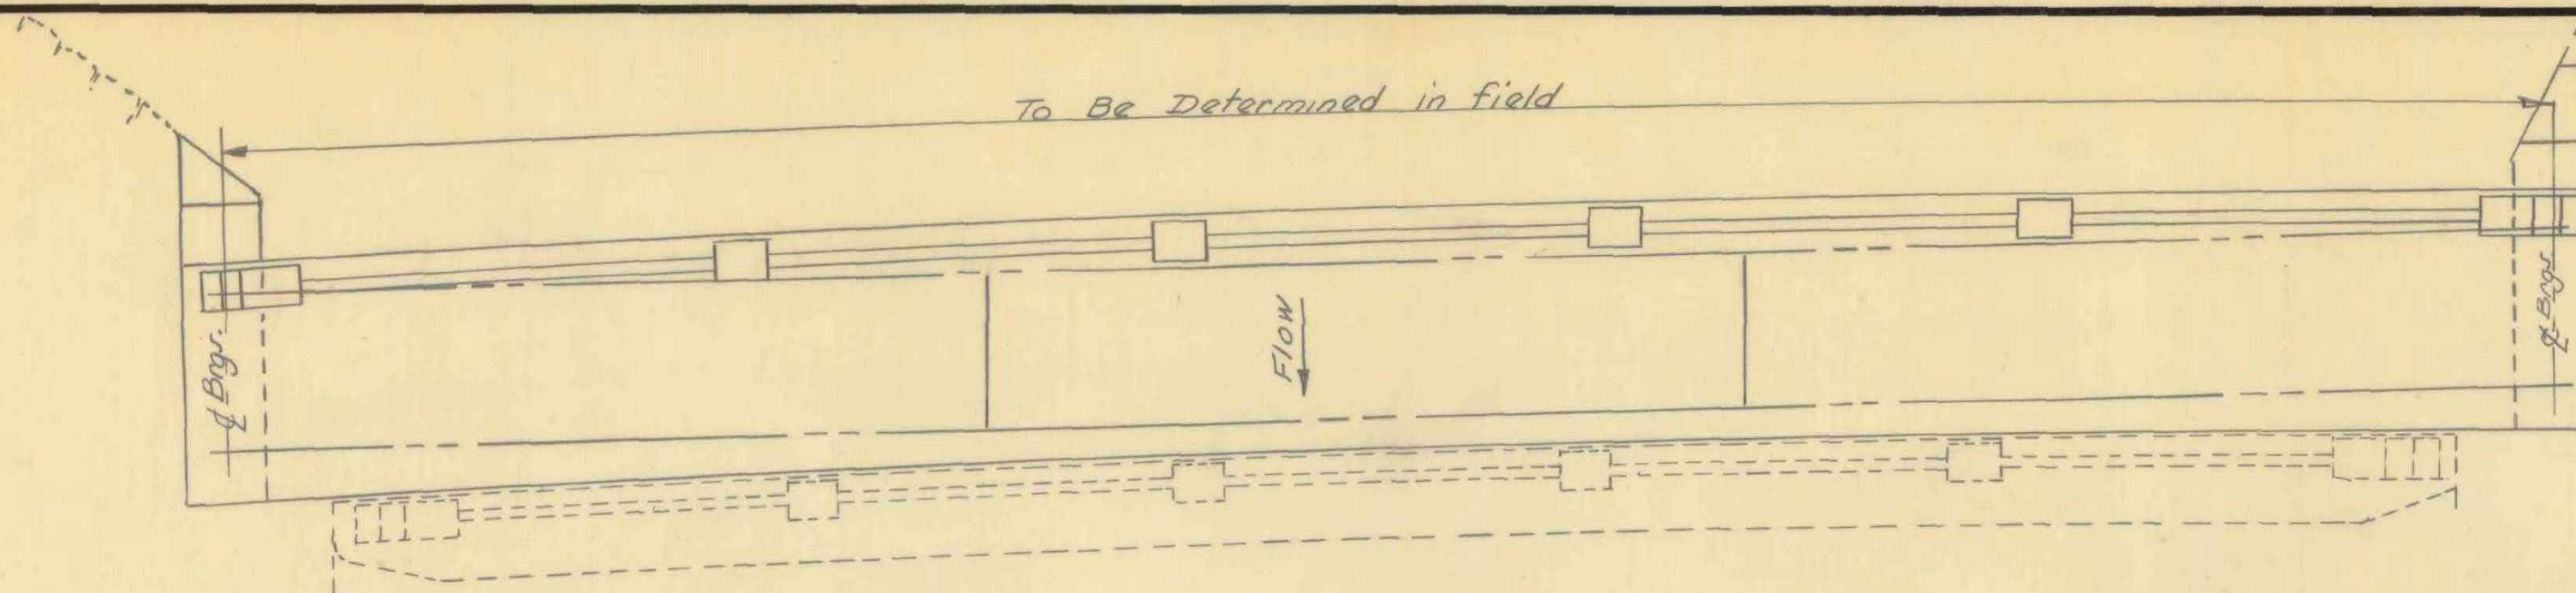 To Be Determined in field
℄ Brgs.
Flow
℄ Brgs.